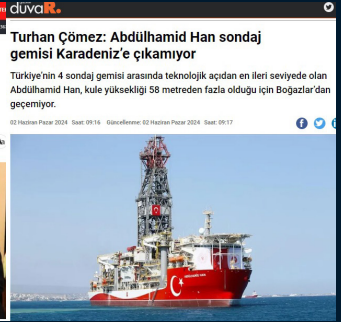 duvaR.
Turhan Çömez: Abdülhamid Han sondaj
gemisi Karadeniz'e çıkamıyor
Türkiye'nin 4 sondaj gemisi arasında teknolojik açıdan en ileri seviyede olan
Abdülhamid Han, kule yüksekliği 58 metreden fazla olduğu için Boğazlar'dan
geçemiyor.
02 Haziran Pazar 2024 Saat: 09:16 Güncellenme: 02 Haziran Pazar 2024 Saat: 09:17